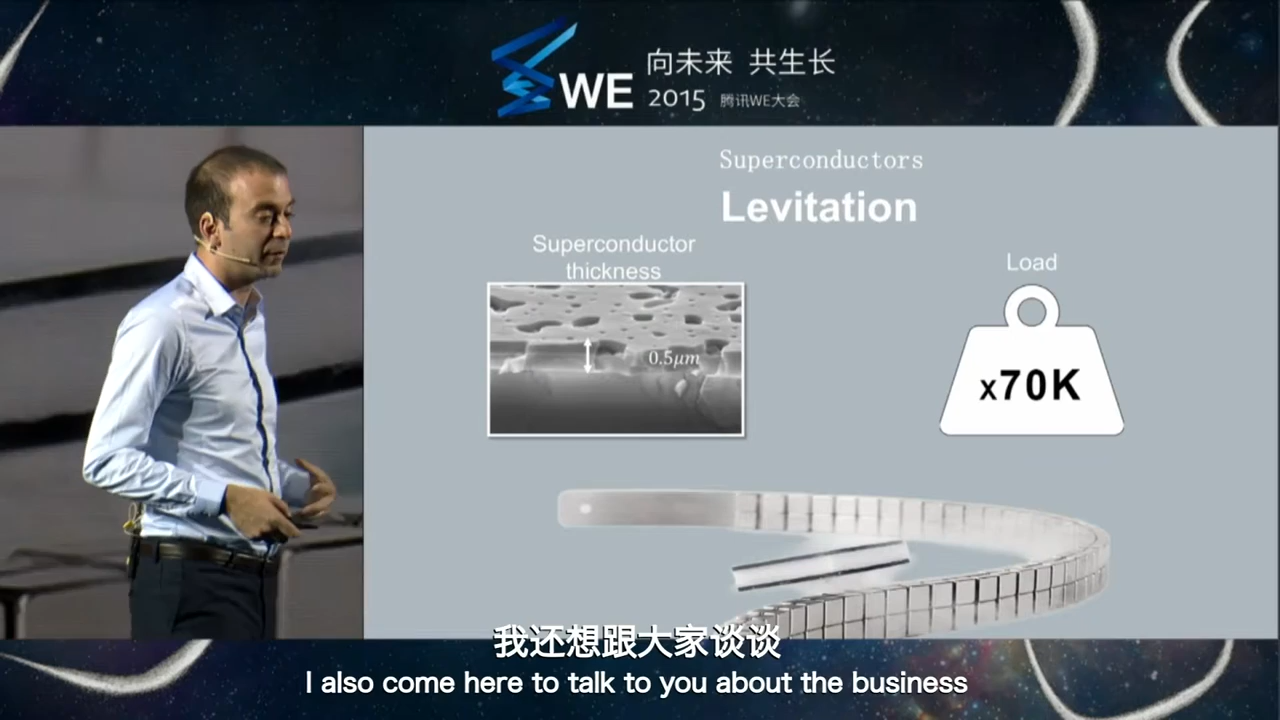 WE
向未来 共生长
2015 腾讯WE大会
Superconductors
Levitation
Superconductor
thickness
0.5μm
Load
x70K
我还想跟大家谈谈
I also come here to talk to you about the business